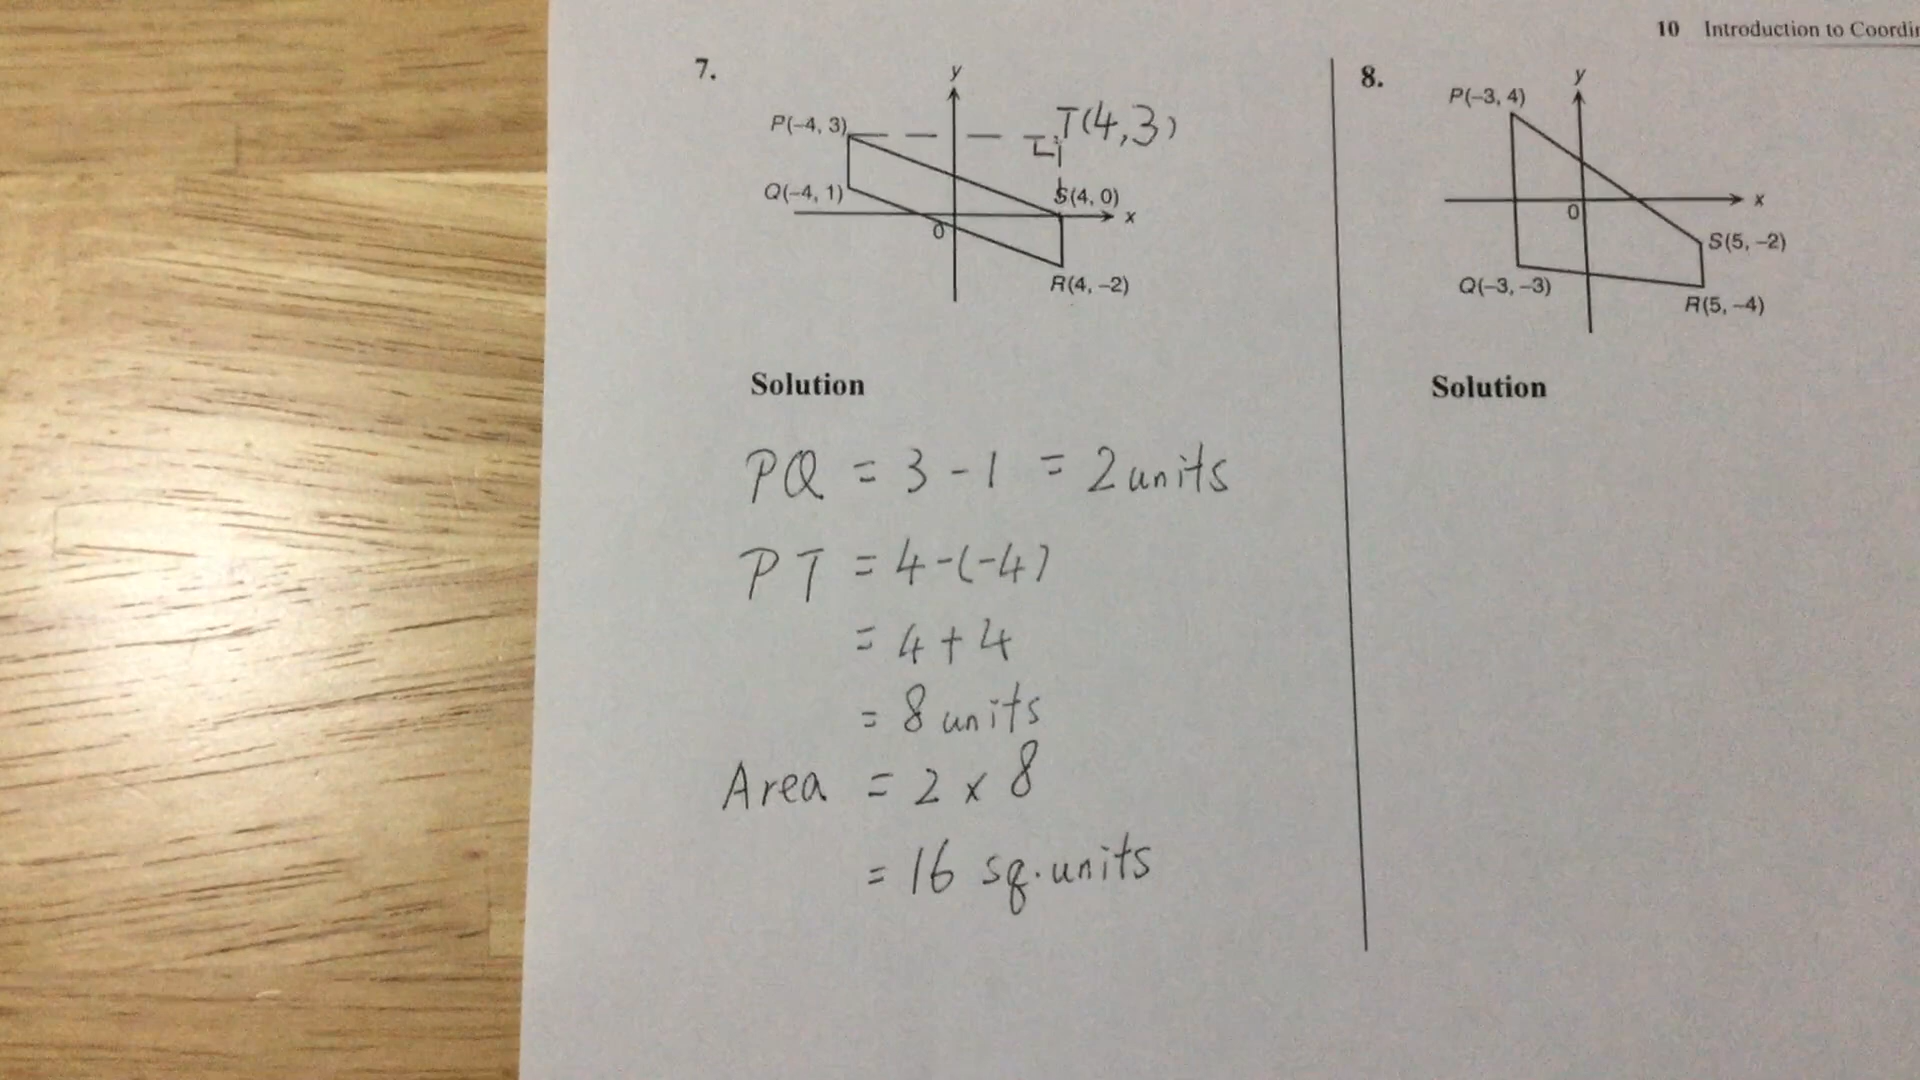 10 Introduction to Coordin
7.
y
P(–4, 3)
T(4,3)
Q(–4, 1)
S(4, 0)
x
0
R(4, –2)
Solution
PQ = 3 - 1 = 2 units
PT = 4-(-4)
= 4 + 4
= 8 units
Area = 2 x 8
= 16 sq. units
8.
y
P(–3, 4)
x
0
S(5, –2)
Q(–3, –3)
R(5, –4)
Solution